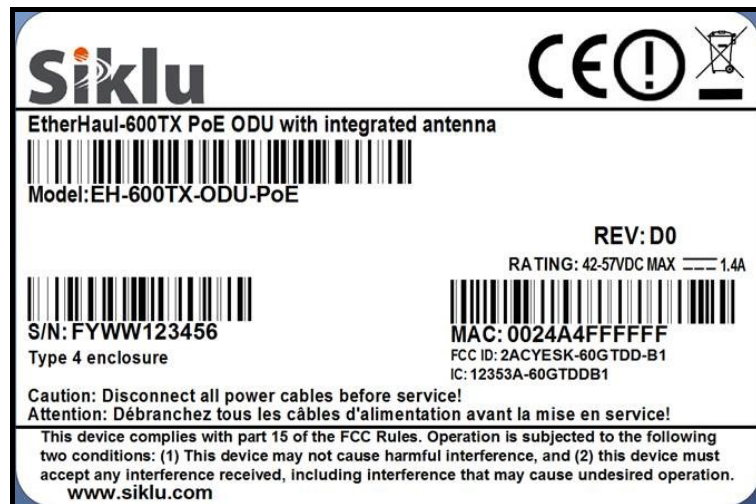 Siklu
CE
EtherHaul-600TX PoE ODU with integrated antenna
Model:EH-600TX-ODU-PoE
REV: D0
RATING: 42-57VDC MAX 1.4A
S/N: FYWW123456
MAC: 0024A4FFFFFF
Type 4 enclosure
FCC ID: 2ACYESK-60GTDD-B1
IC: 12353A-60GTDDB1
Caution: Disconnect all power cables before service!
Attention: Débranchez tous les câbles d'alimentation avant la mise en service!
This device complies with part 15 of the FCC Rules. Operation is subjected to the following
two conditions: (1) This device may not cause harmful interference, and (2) this device must
accept any interference received, including interference that may cause undesired operation.
www.siklu.com